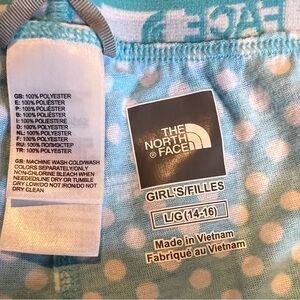 FACE
GB: 100% POLYESTER
E: 100% POLIÉSTER
P: 100% POLIÉSTER
B: 100% POLYESTER
I: 100% POLIESTERE
D: 100% POLYESTER
NL: 100% POLYESTER
F: 100% POLYESTER
RU: 100% ПОЛИЭСТЕР
TR: 100% POLYESTER
GB: MACHINE WASH COLD/WASH
COLORS SEPARATELY/ONLY
NON-CHLORINE BLEACH WHEN
NEEDED/LINE DRY OR TUMBLE
DRY LOW/DO NOT IRON/DO NOT
DRY CLEAN
THE
NORTH
FACE
GIRL'S/FILLES
L/G (14-16)
Made in Vietnam
Fabriqué au Vietnam